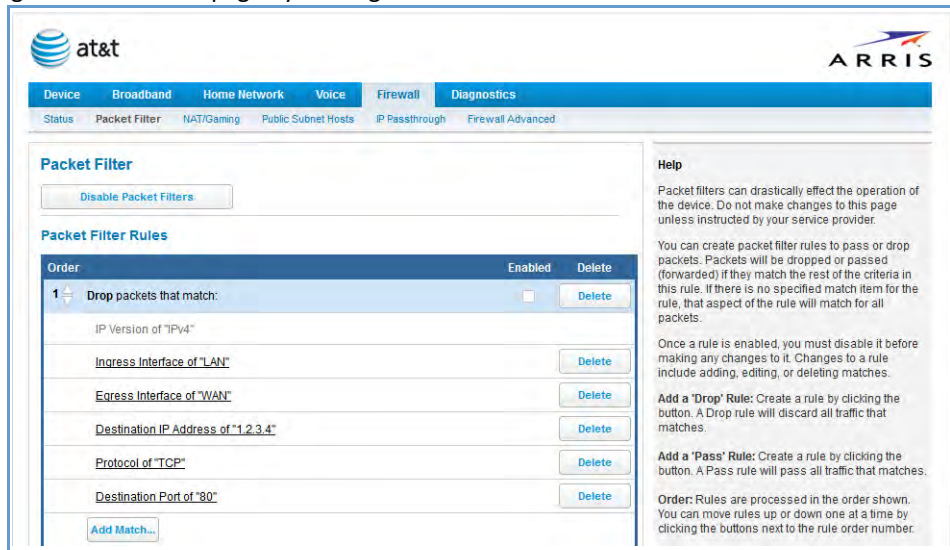 at&t
ARRIS
Device Broadband Home Network Voice Firewall Diagnostics
Status Packet Filter NAT/Gaming Public Subnet Hosts IP Passthrough Firewall Advanced
Packet Filter
Disable Packet Filters
Packet Filter Rules
Order Enabled Delete
1 Drop packets that match: Delete
IP Version of "IPv4"
Ingress Interface of "LAN" Delete
Egress Interface of "WAN" Delete
Destination IP Address of "1.2.3.4" Delete
Protocol of "TCP" Delete
Destination Port of "80" Delete
Add Match...
Help
Packet filters can drastically effect the operation of
the device. Do not make changes to this page
unless instructed by your service provider.
You can create packet filter rules to pass or drop
packets. Packets will be dropped or passed
(forwarded) if they match the rest of the criteria in
this rule. If there is no specified match item for the
rule, that aspect of the rule will match for all
packets.
Once a rule is enabled, you must disable it before
making any changes to it. Changes to a rule
include adding, editing, or deleting matches.
Add a 'Drop' Rule: Create a rule by clicking the
button. A Drop rule will discard all traffic that
matches.
Add a 'Pass' Rule: Create a rule by clicking the
button. A Pass rule will pass all traffic that matches.
Order: Rules are processed in the order shown.
You can move rules up or down one at a time by
clicking the buttons next to the rule order number.